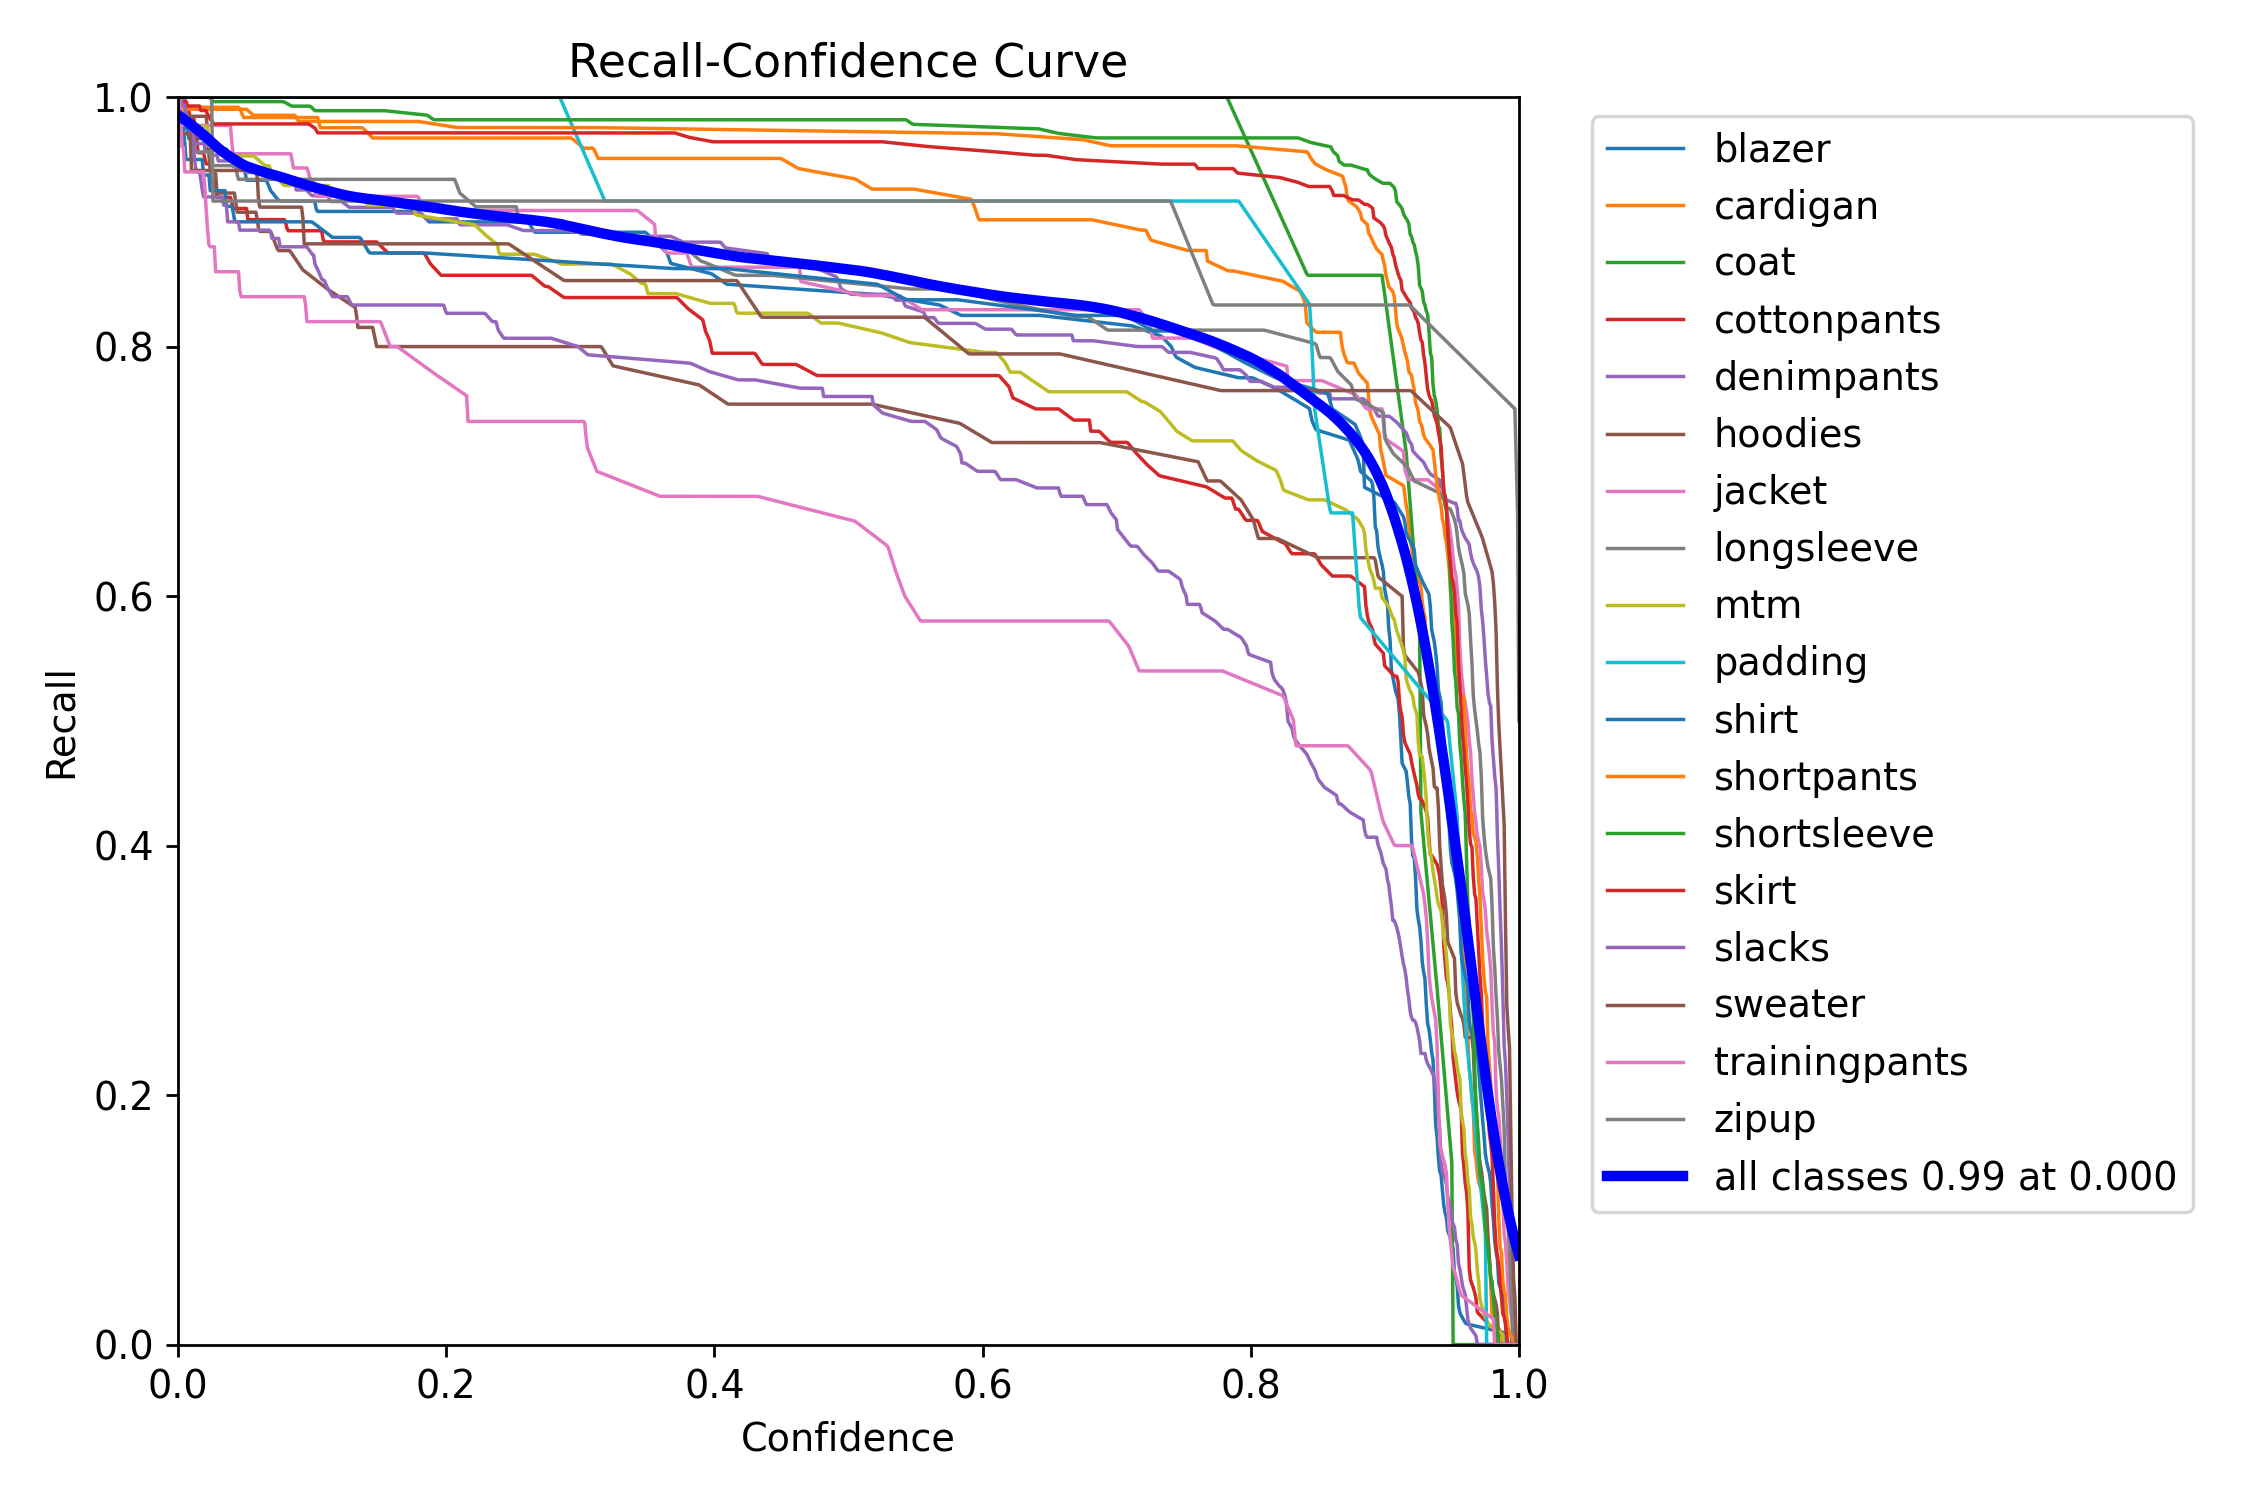 Recall-Confidence Curve
1.0
0.8
0.6
0.4
0.2
0.0
Recall
0.0 0.2 0.4 0.6 0.8 1.0
Confidence
blazer
cardigan
coat
cottonpants
denimpants
hoodies
jacket
longsleeve
mtm
padding
shirt
shortpants
shortsleeve
skirt
slacks
sweater
trainingpants
zipup
all classes 0.99 at 0.000